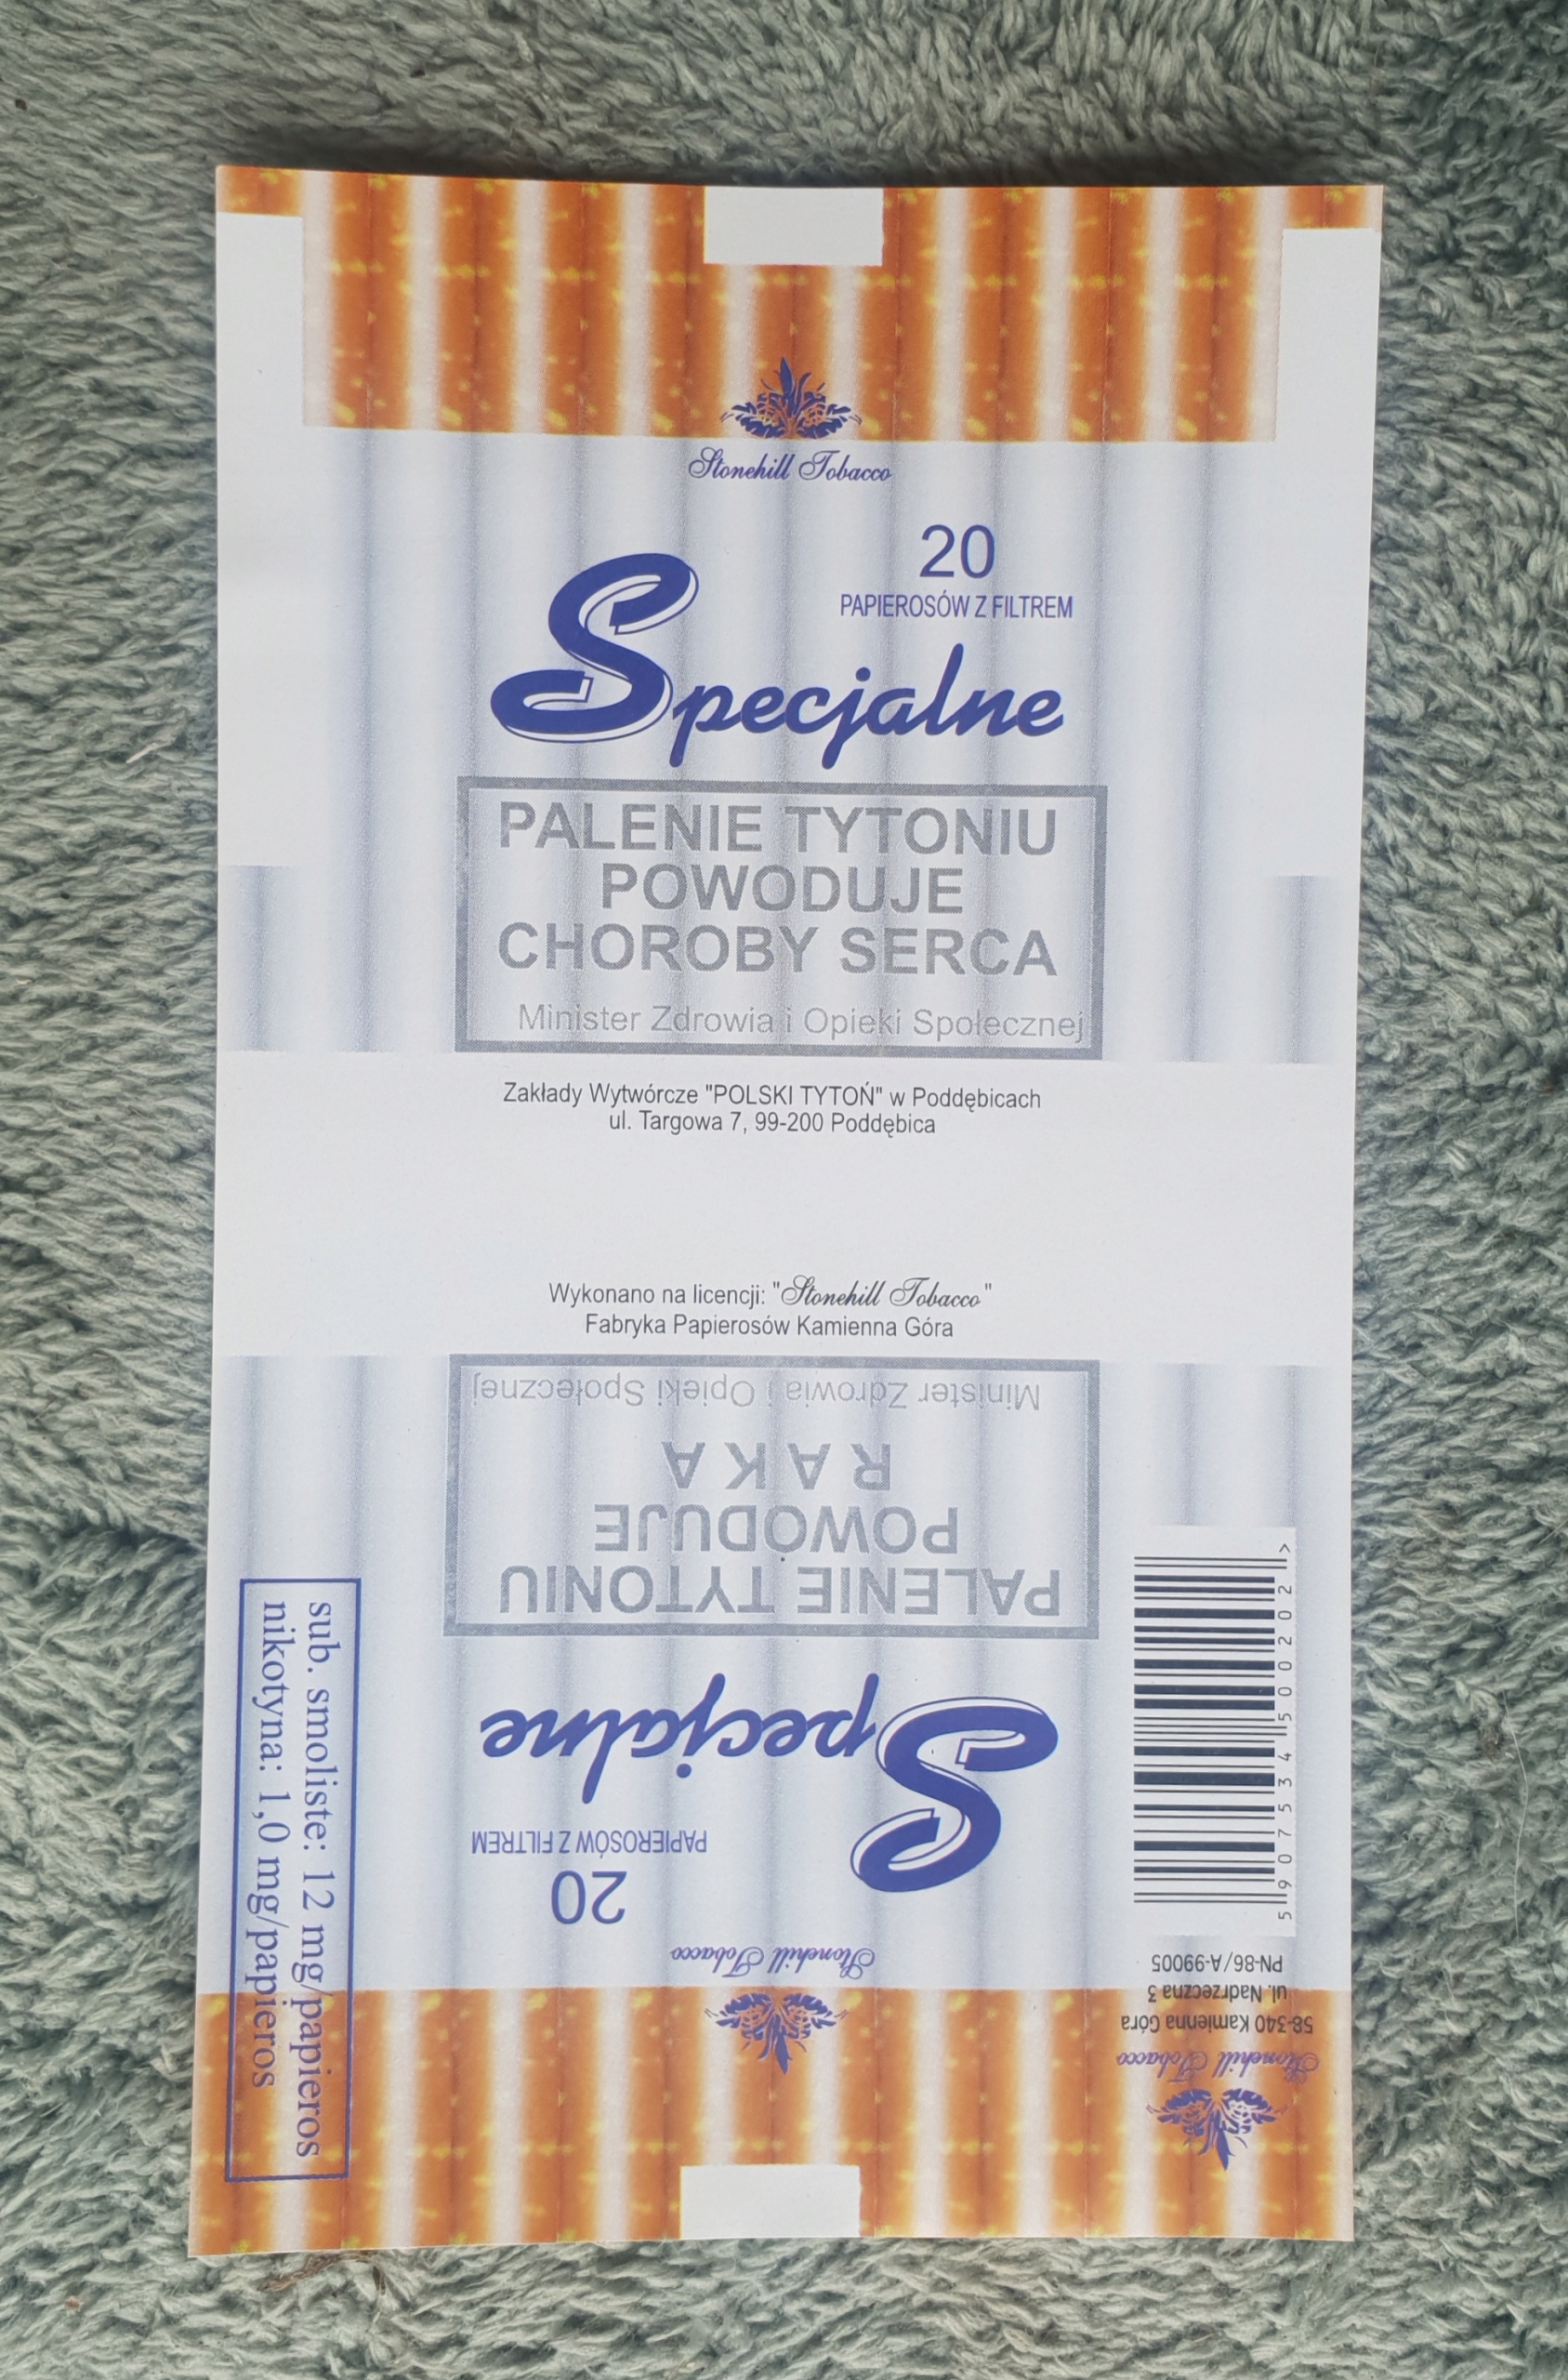 Stonehill Tobacco
20
PAPIEROSÓW Z FILTREM
Specjalne
PALENIE TYTONIU
POWODUJE
CHOROBY SERCA
Minister Zdrowia i Opieki Społecznej
Zakłady Wytwórcze "POLSKI TYTOŃ" w Poddębicach
ul. Targowa 7, 99-200 Poddębica
Wykonano na licencji: "Stonehill Tobacco"
Fabryka Papierosów Kamienna Góra
Stonehill Tobacco
20
PAPIEROSÓW Z FILTREM
Specjalne
PALENIE TYTONIU
POWODUJE
RAKA
Minister Zdrowia i Opieki Społecznej
sub. smoliste: 12 mg/papieros
nikotyna: 1,0 mg/papieros
Stonehill Tobacco
58-340 Kamienna Góra
ul. Nadrzeczna 3
PN-86/A-99005
5 907534 500202 >